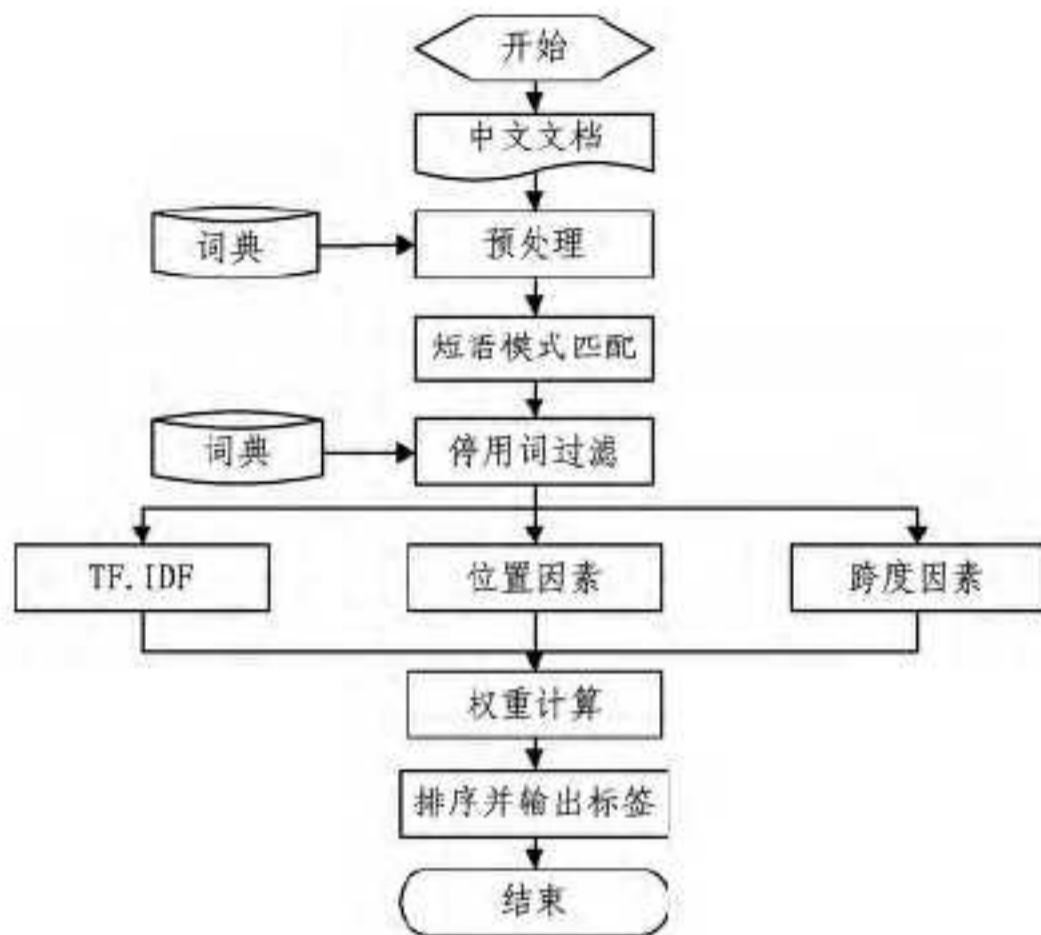 开始
中文文档
词典
预处理
短语模式匹配
词典
停用词过滤
TF.IDF
位置因素
跨度因素
权重计算
排序并输出标签
结束